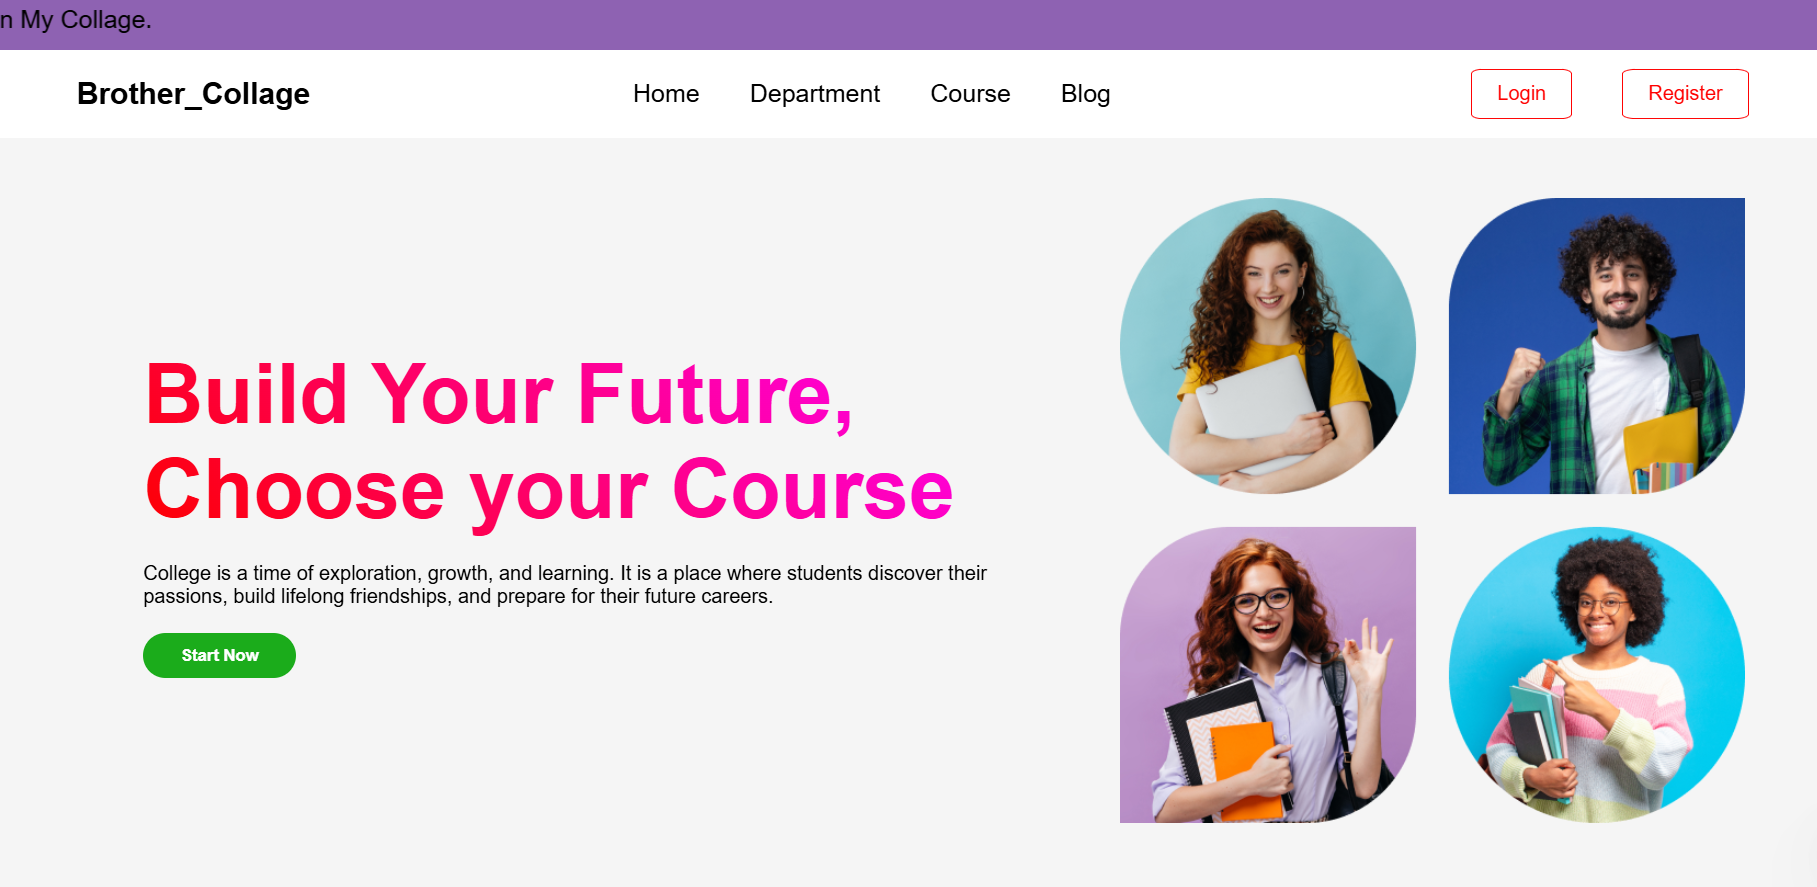 n My Collage.
Brother_Collage
Home Department Course Blog
Login Register
Build Your Future,
Choose your Course
College is a time of exploration, growth, and learning. It is a place where students discover their
passions, build lifelong friendships, and prepare for their future careers.
Start Now